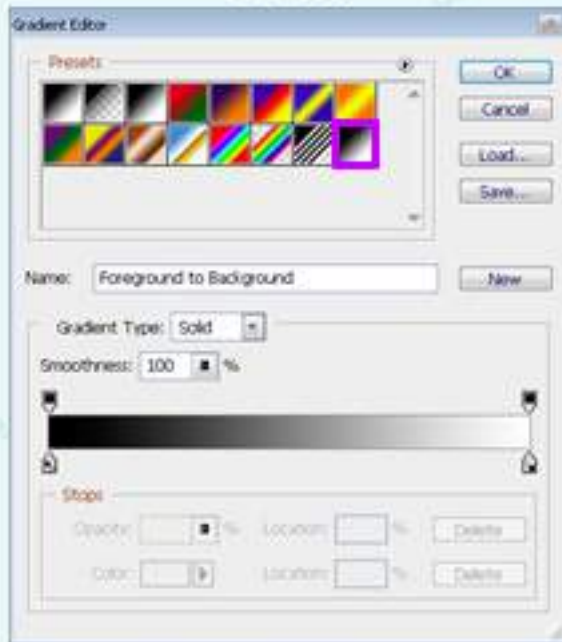 Gradient Editor
Presets
OK
Cancel
Load...
Save...
Name: Foreground to Background
New
Gradient Type: Solid
Smoothness: 100 %
Stops
Opacity: % Location: % Delete
Color: Location: % Delete